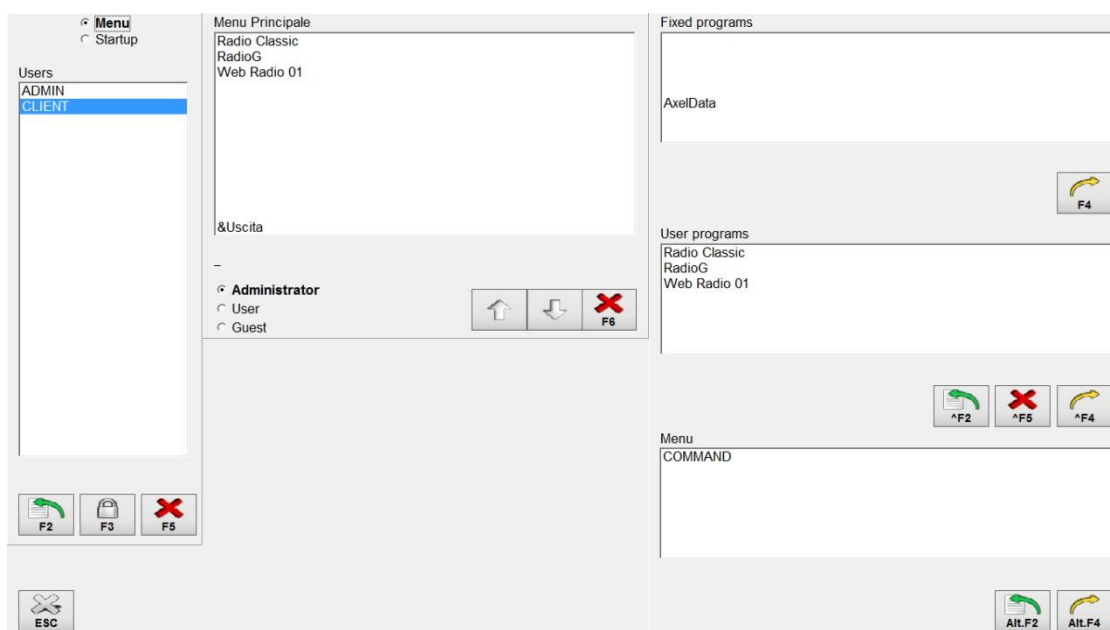 Menu
Startup
Users
ADMIN
CLIENT
F2
F3
F5
ESC
Menu Principale
Radio Classic
RadioG
Web Radio 01
&Uscita
_
Administrator
User
Guest
F6
Fixed programs
AxelData
F4
User programs
Radio Classic
RadioG
Web Radio 01
^F2
^F5
^F4
Menu
COMMAND
Alt.F2
Alt.F4